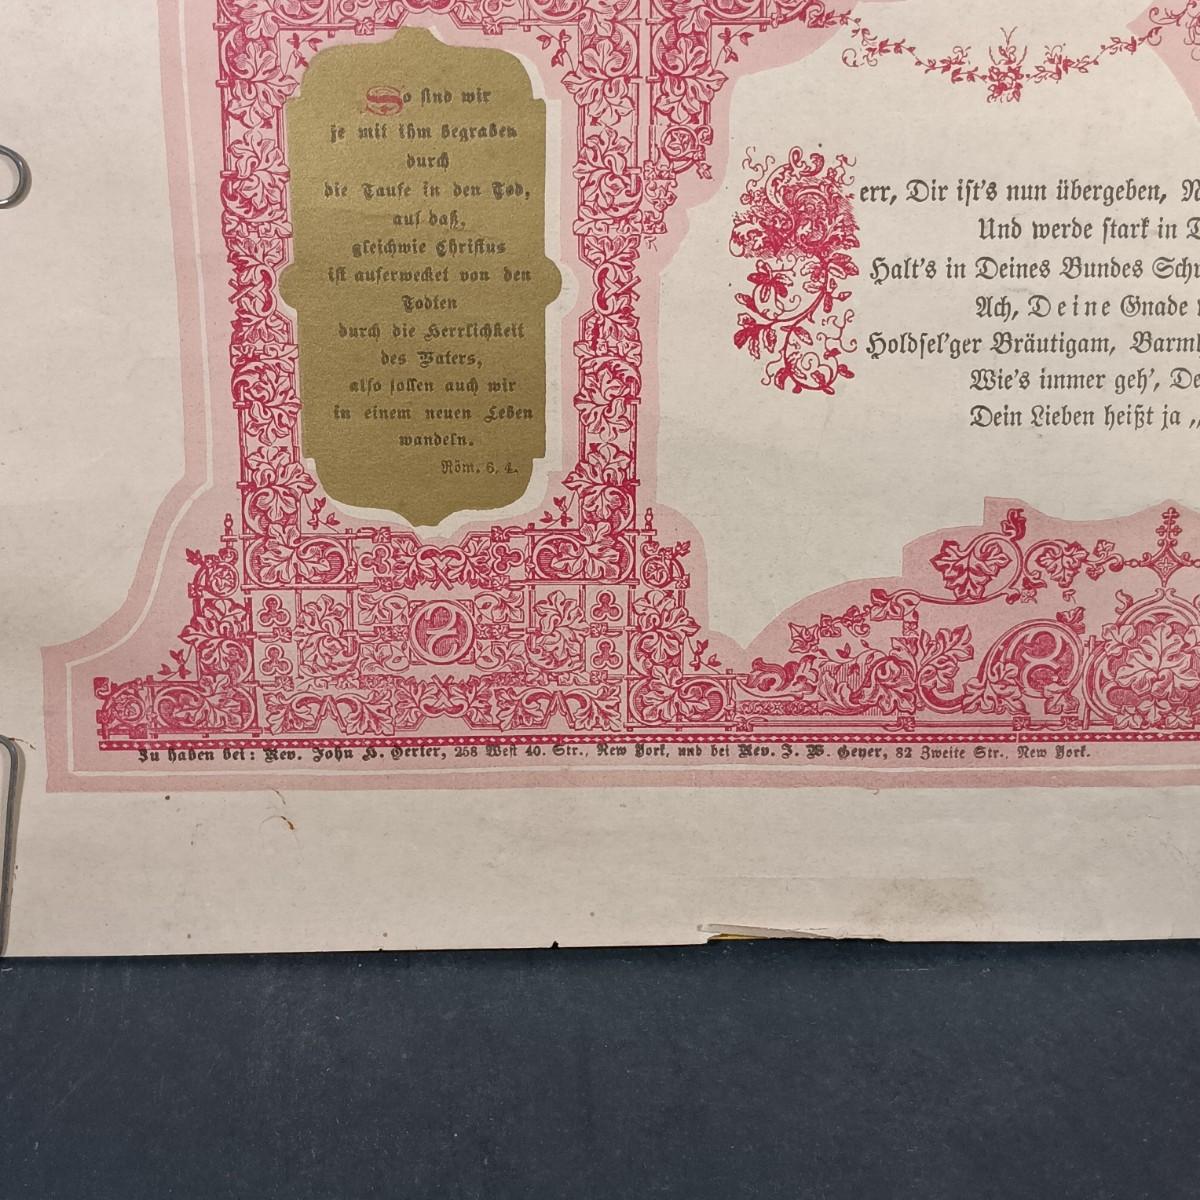 So sind wir
je mit ihm begraben
durch
die Taufe in den Tod,
auf daß,
gleichwie Christus
ist auferwecket von den
Todten
durch die Herrlichkeit
des Vaters,
also sollen auch wir
in einem neuen Leben
wandeln.
Röm. 6, 4.
err, Dir ist's nun übergeben,
Und werde stark in
Halt's in Deines Bundes
Ach, Deine Gnade
Holdsel'ger Bräutigam,
Wie's immer geh',
Dein Lieben heißt ja „
Zu haben bei: Rev. John H. Oerter, 258 West 40. Str., New York, und bei Rev. J. W. Geyer, 82 Zweite Str., New York.